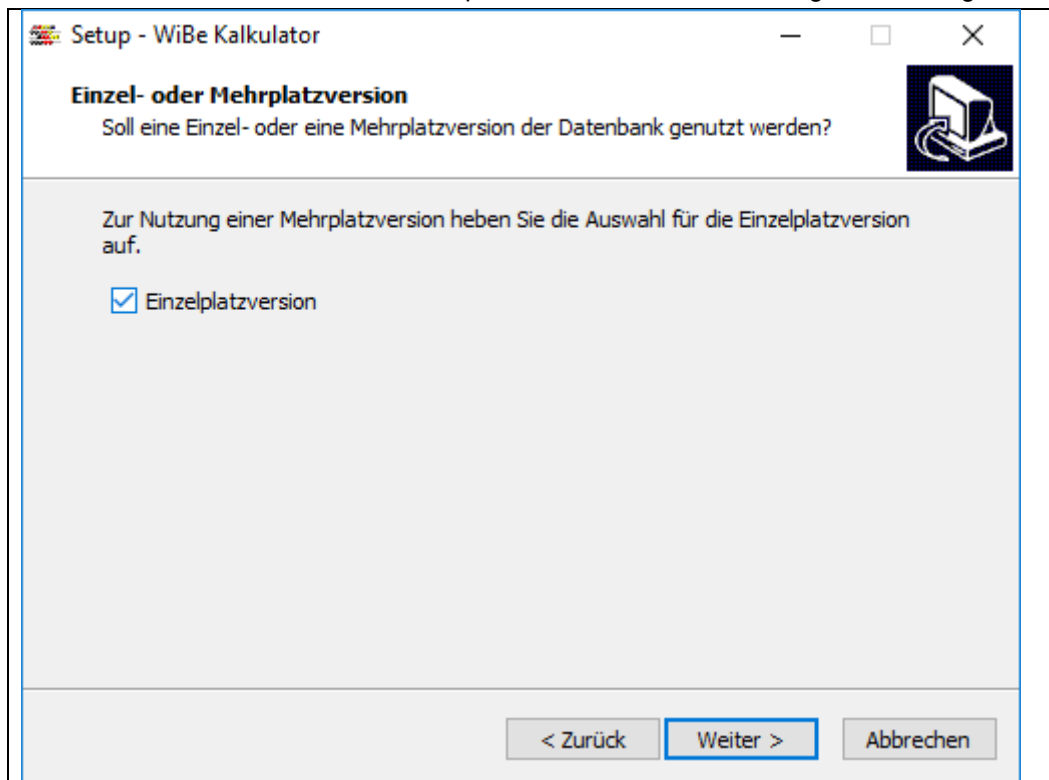 Setup - WiBe Kalkulator
Einzel- oder Mehrplatzversion
Soll eine Einzel- oder eine Mehrplatzversion der Datenbank genutzt werden?
Zur Nutzung einer Mehrplatzversion heben Sie die Auswahl für die Einzelplatzversion
auf.
Einzelplatzversion
< Zurück
Weiter >
Abbrechen